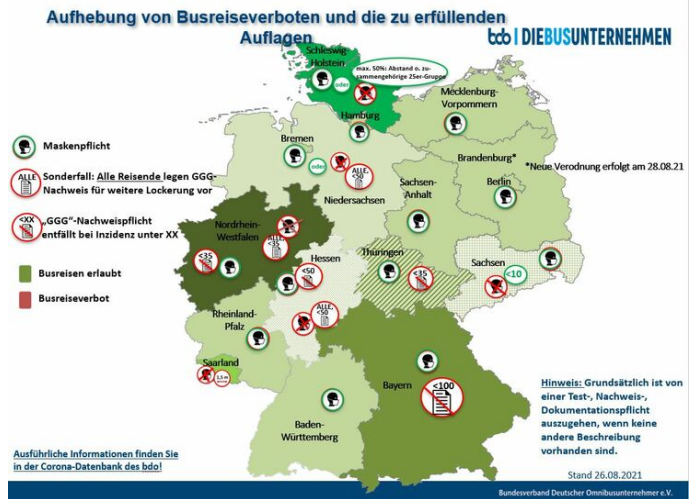 Aufhebung von Busreiseverboten und die zu erfüllenden
Auflagen
bdo | DIEBUSUNTERNEHMEN
Schleswig-
Holstein
max. 50%: Abstand o. zu-
sammengehörige 25er-Gruppe
oder
Mecklenburg-
Vorpommern
Hamburg
Bremen
oder
Maskenpflicht
ALLE
Sonderfall: Alle Reisende legen GGG-
Nachweis für weitere Lockerung vor
ALLE,
<50
Brandenburg*
*Neue Verodnung erfolgt am 28.08.21
Berlin
Sachsen-
Anhalt
Niedersachsen
<XX
„GGG“-Nachweispflicht
entfällt bei Inzidenz unter XX
Nordrhein-
Westfalen
ALLE,
<35
<35
Hessen
<50
Thüringen
<35
Sachsen
<10
Busreisen erlaubt
Busreiseverbot
ALLE,
<50
Rheinland-
Pfalz
Saarland
1,5 m
Bayern
<100
Baden-
Württemberg
Hinweis: Grundsätzlich ist von
einer Test-, Nachweis-,
Dokumentationspflicht
auszugehen, wenn keine
andere Beschreibung
vorhanden sind.
Ausführliche Informationen finden Sie
in der Corona-Datenbank des bdo!
Stand 26.08.2021
Bundesverband Deutscher Omnibusunternehmer e.V.